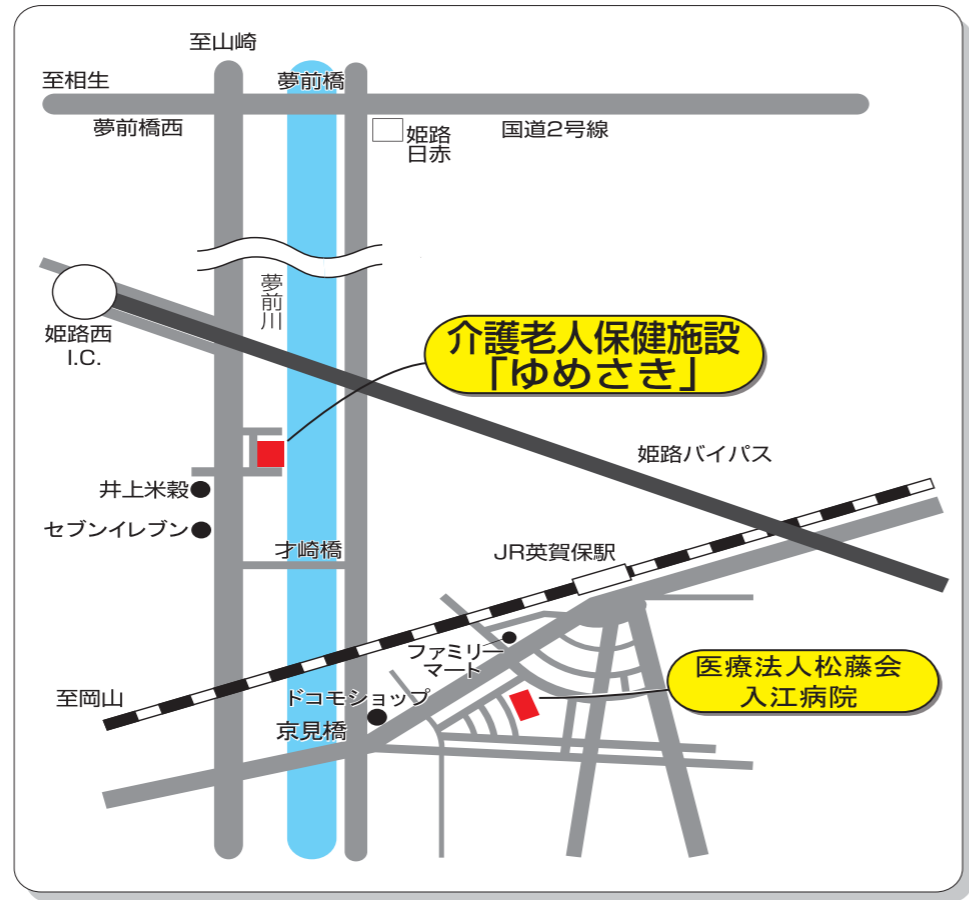 至山崎
至相生
夢前橋
夢前橋西
姫路
日赤
国道2号線
夢前川
姫路西
I.C.
介護老人保健施設
「ゆめさき」
姫路バイパス
井上米穀
セブンイレブン
才崎橋
JR英賀保駅
ファミリー
マート
医療法人松藤会
入江病院
至岡山
ドコモショップ
京見橋